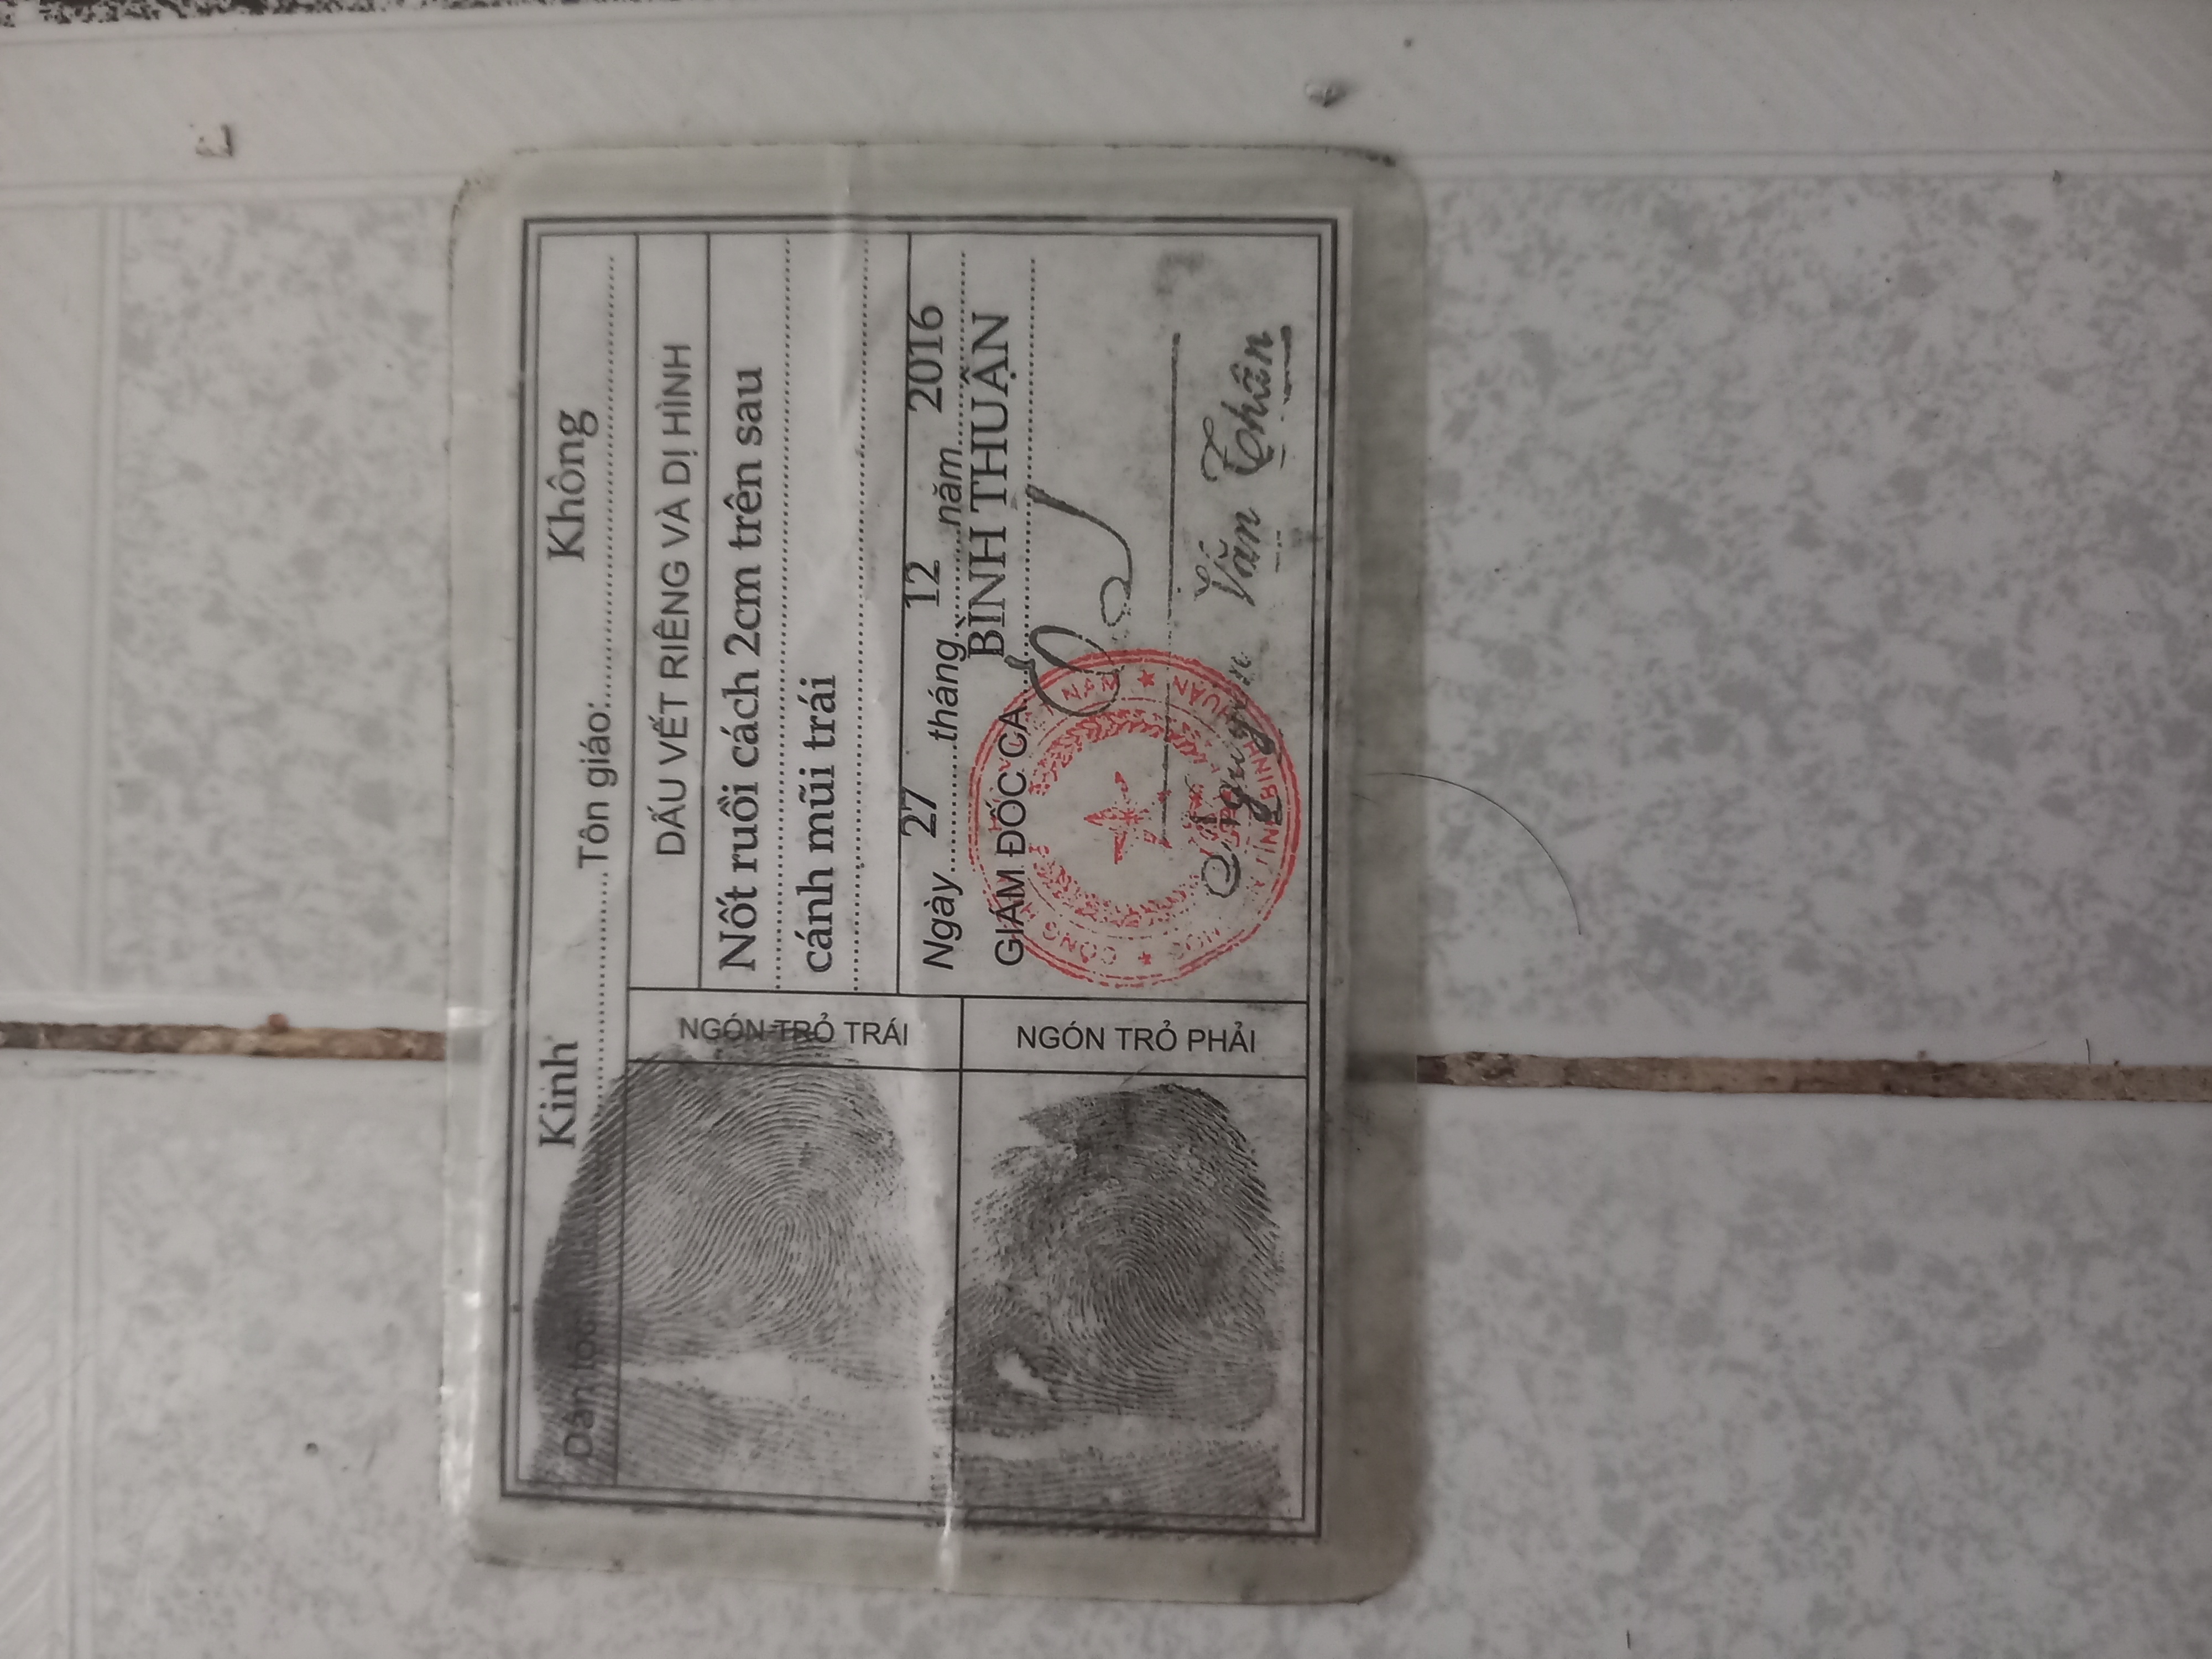 Dân tộc: Kinh Tôn giáo: Không
DẤU VẾT RIÊNG VÀ DỊ HÌNH
Nốt ruồi cách 2cm trên sau
cánh mũi trái
NGÓN TRỎ TRÁI
NGÓN TRỎ PHẢI
Ngày 27 tháng 12 năm 2016
GIÁM ĐỐC CA BÌNH THUẬN
Nguyễn Văn Thân